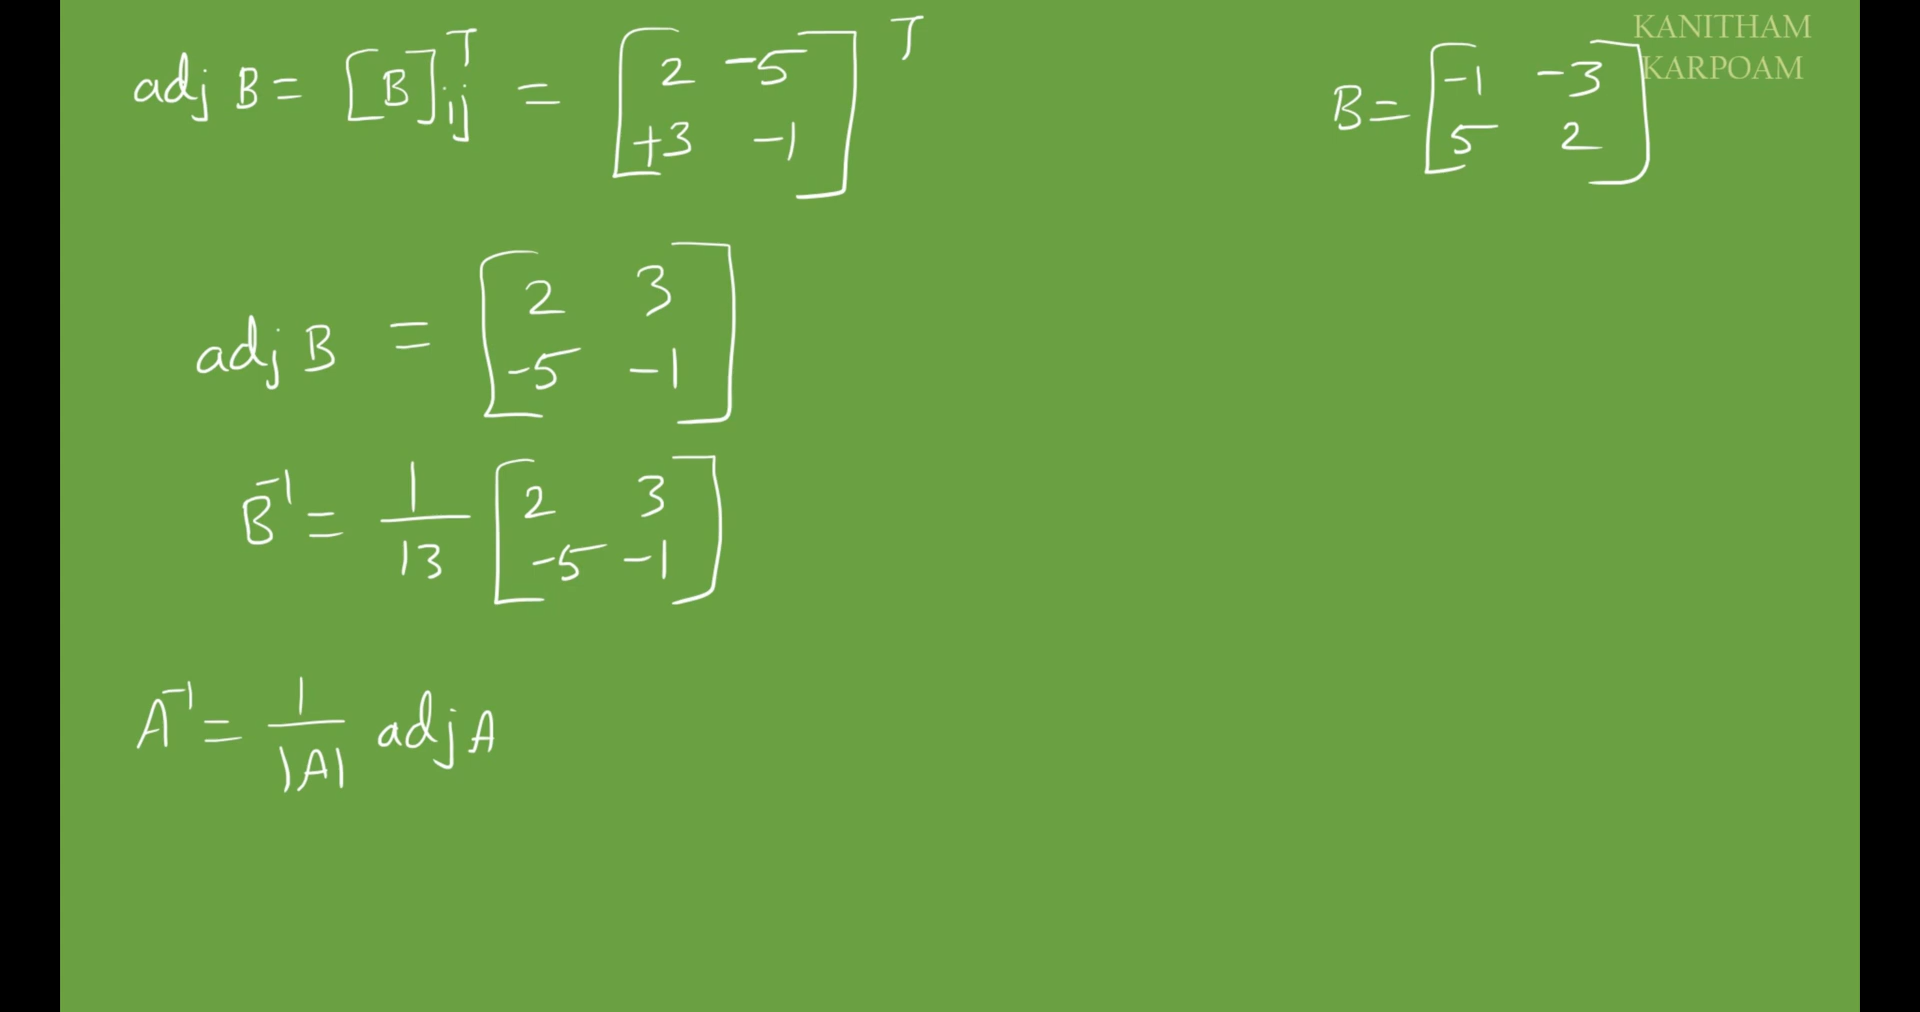 adj B = [B]ij^T = [2 -5; +3 -1]^T
B = [-1 -3; 5 2]
KANITHAM
KARPOAM
adj B = [2 3; -5 -1]
B^-1 = 1/13 [2 3; -5 -1]
A^-1 = 1/|A| adj A